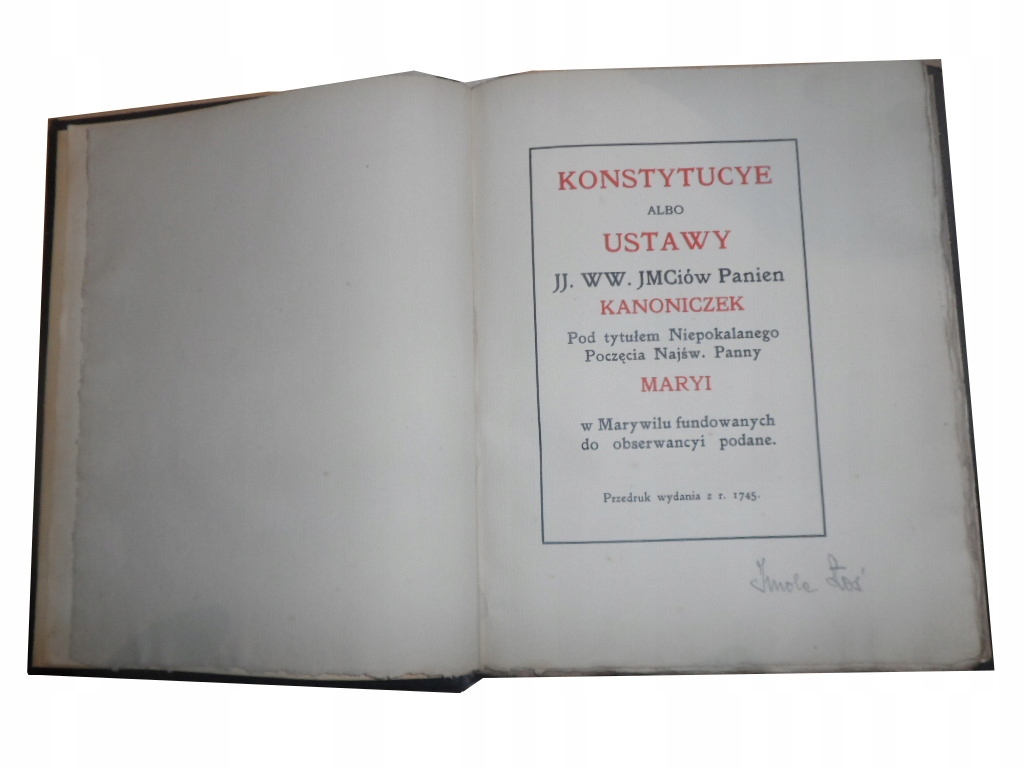 KONSTYTUCYE
ALBO
USTAWY
JJ. WW. JMCiów Panien
KANONICZEK
Pod tytułem Niepokalanego
Poczęcia Najśw. Panny
MARYI
w Marywilu fundowanych
do obserwancyi podane.
Przedruk wydania z r. 1745.